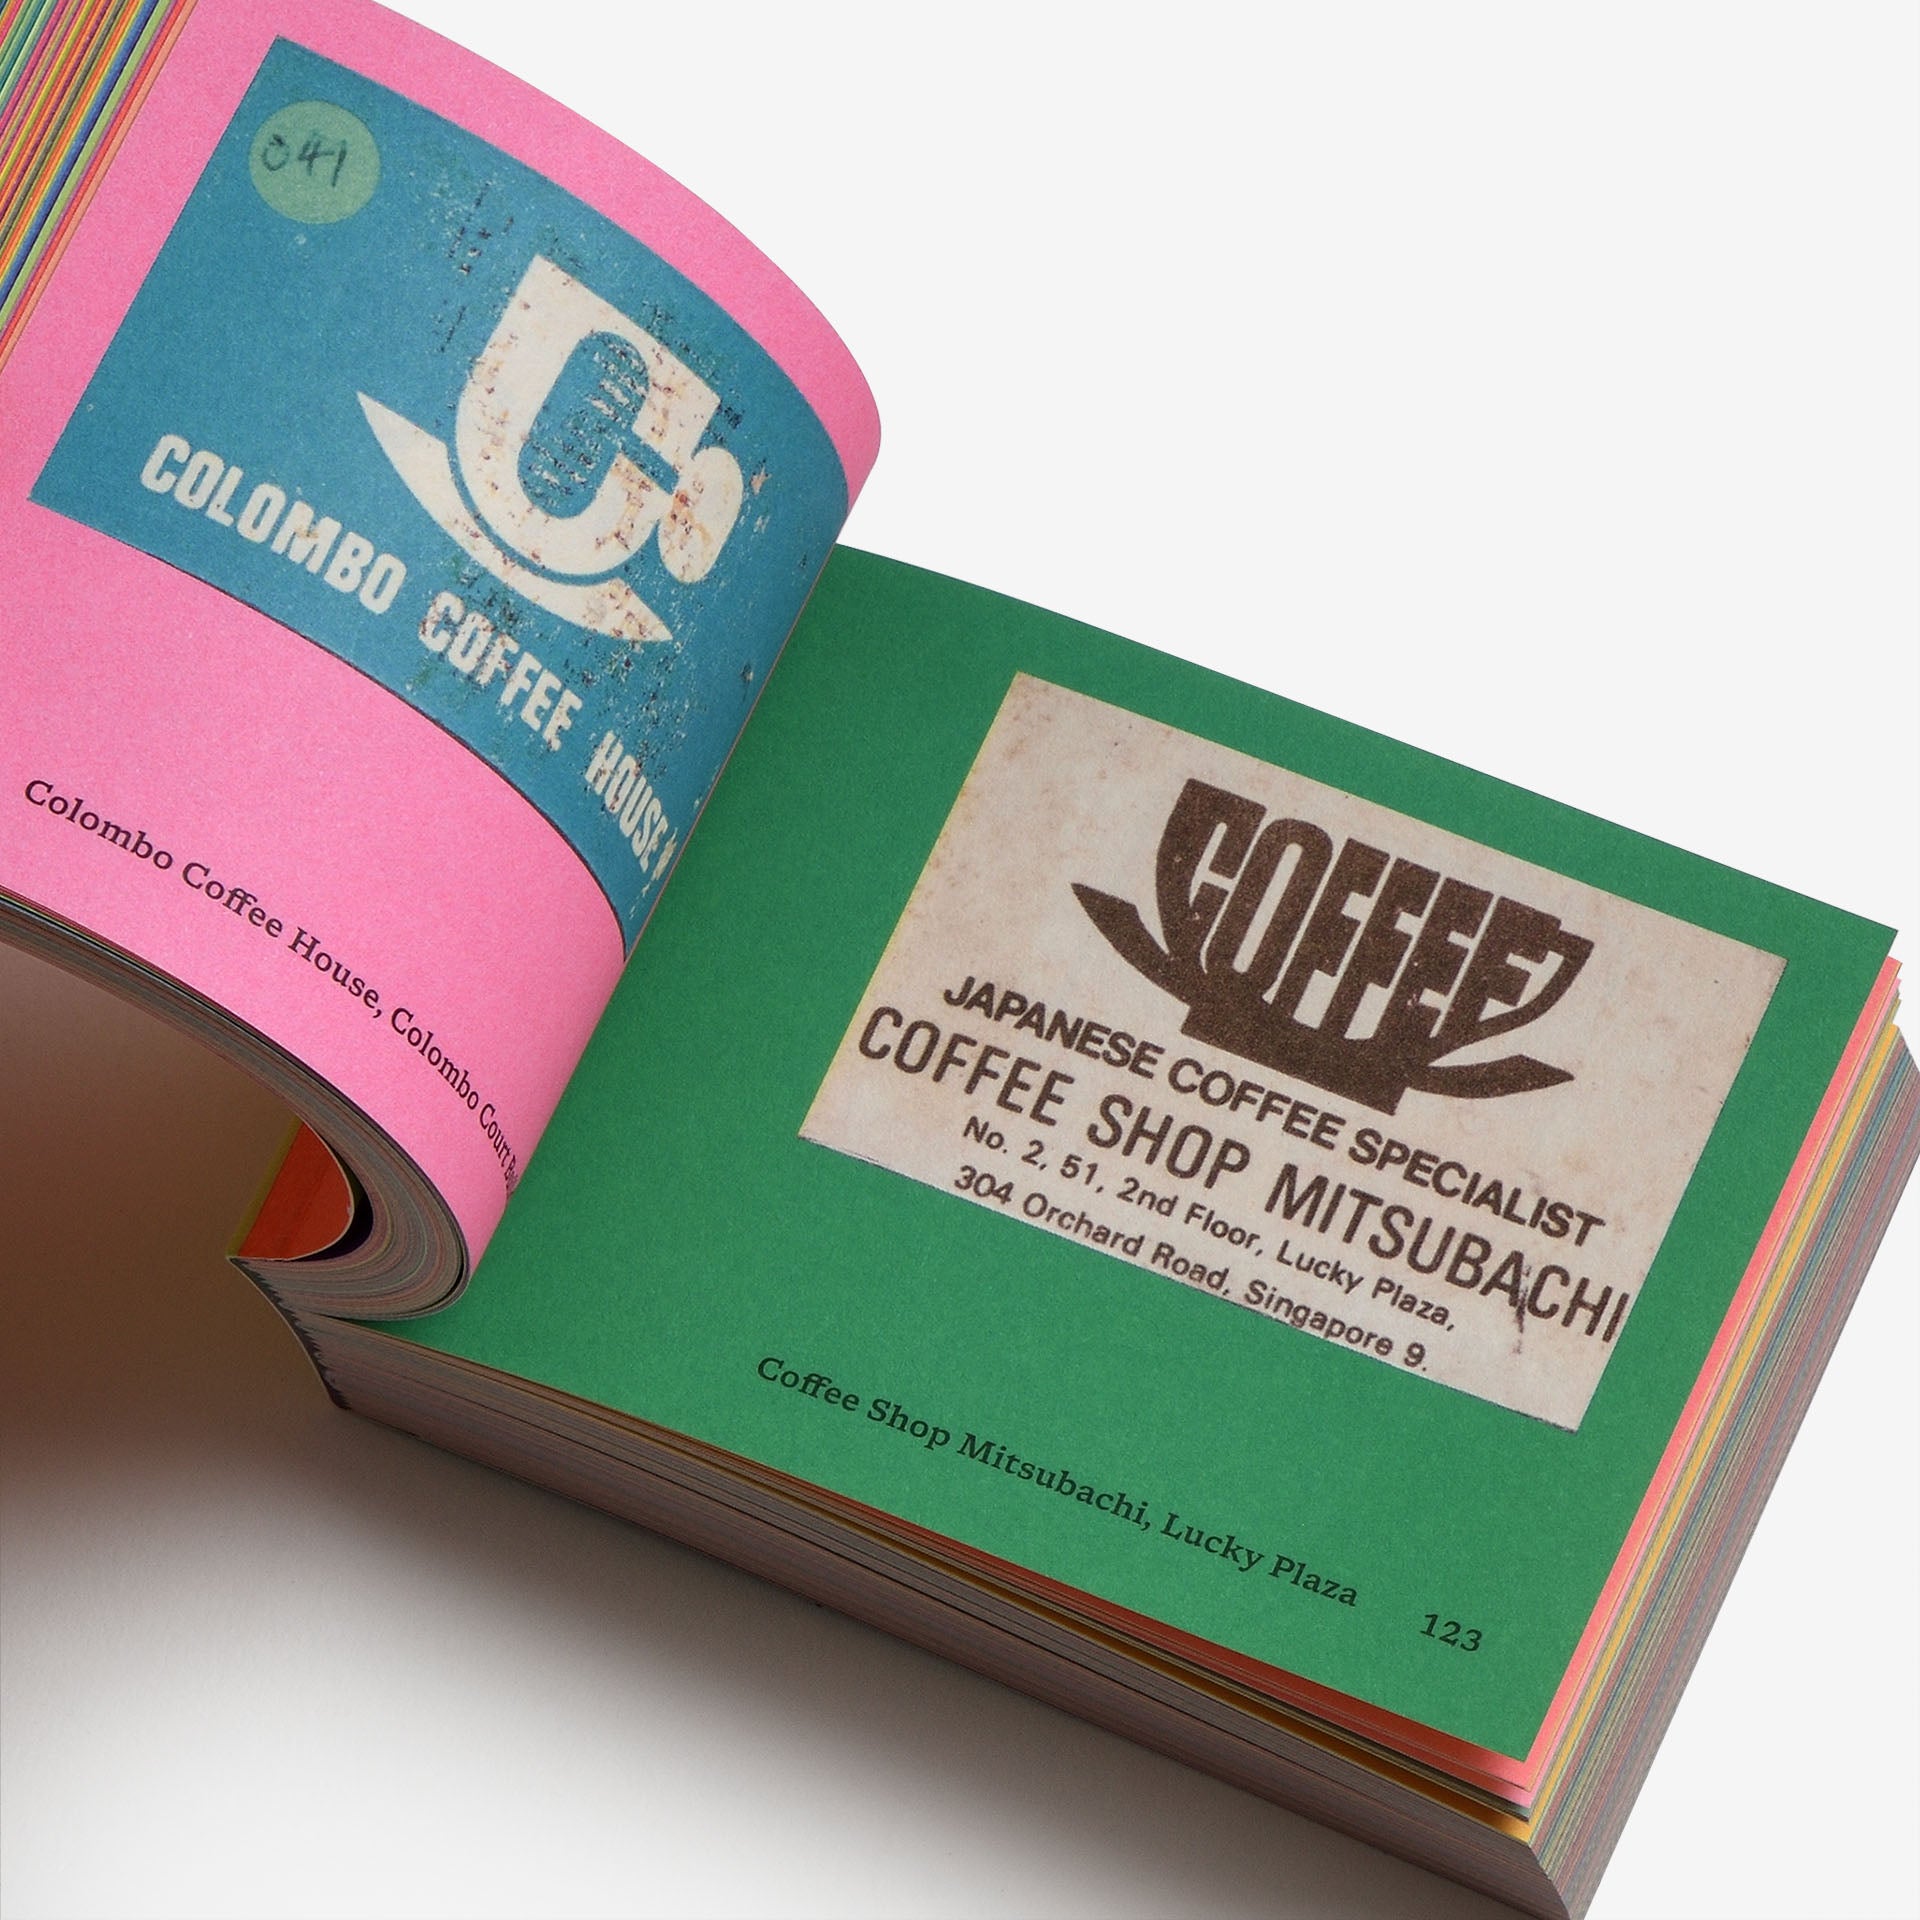 041
COLOMBO COFFEE HOUSE
Colombo Coffee House, Colombo Court
COFFEE
JAPANESE COFFEE SPECIALIST
COFFEE SHOP MITSUBACHI
No. 2, 51, 2nd Floor, Lucky Plaza,
304 Orchard Road, Singapore 9.
Coffee Shop Mitsubachi, Lucky Plaza
123